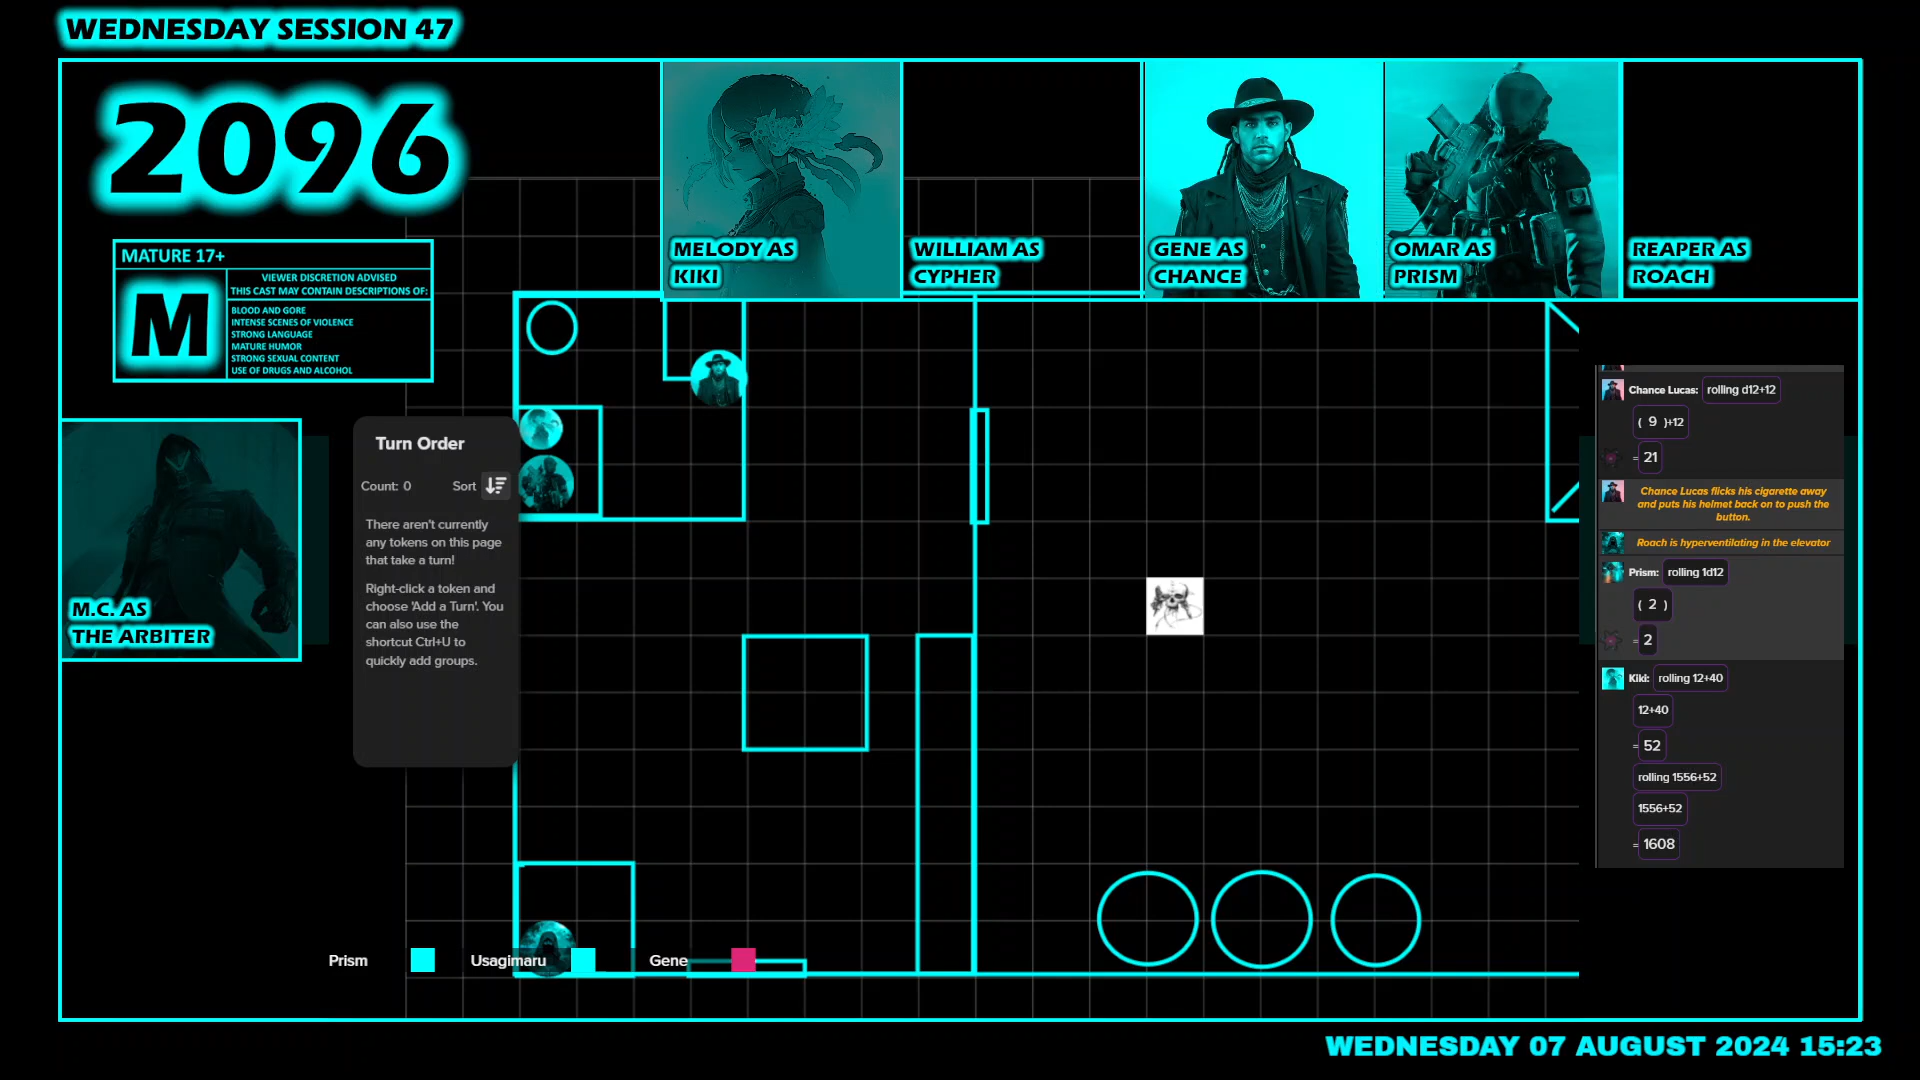 WEDNESDAY SESSION 47
2096
MATURE 17+
VIEWER DISCRETION ADVISED
THIS CAST MAY CONTAIN DESCRIPTIONS OF:
M
BLOOD AND GORE
INTENSE SCENES OF VIOLENCE
STRONG LANGUAGE
MATURE HUMOR
STRONG SEXUAL CONTENT
USE OF DRUGS AND ALCOHOL
MELODY AS
KIKI
WILLIAM AS
CYPHER
GENE AS
CHANCE
OMAR AS
PRISM
REAPER AS
ROACH
M.C. AS
THE ARBITER
Turn Order
Count: 0
Sort
There aren't currently
any tokens on this page
that take a turn!
Right-click a token and
choose 'Add a Turn'. You
can also use the
shortcut Ctrl+U to
quickly add groups.
Chance Lucas: rolling d12+12
( 9 )+12
=21
Chance Lucas flicks his cigarette away
and puts his helmet back on to push the
button.
Roach is hyperventilating in the elevator
Prism: rolling 1d12
( 2 )
=2
Kiki: rolling 12+40
12+40
=52
rolling 1556+52
1556+52
=1608
Prism
Usagimaru
Gene
WEDNESDAY 07 AUGUST 2024 15:23